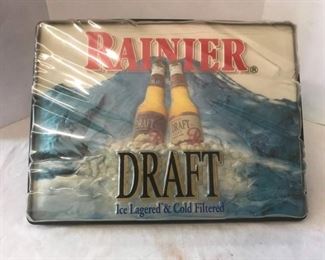 RAINIER®
DRAFT DRAFT
DRAFT
Ice Lagered & Cold Filtered